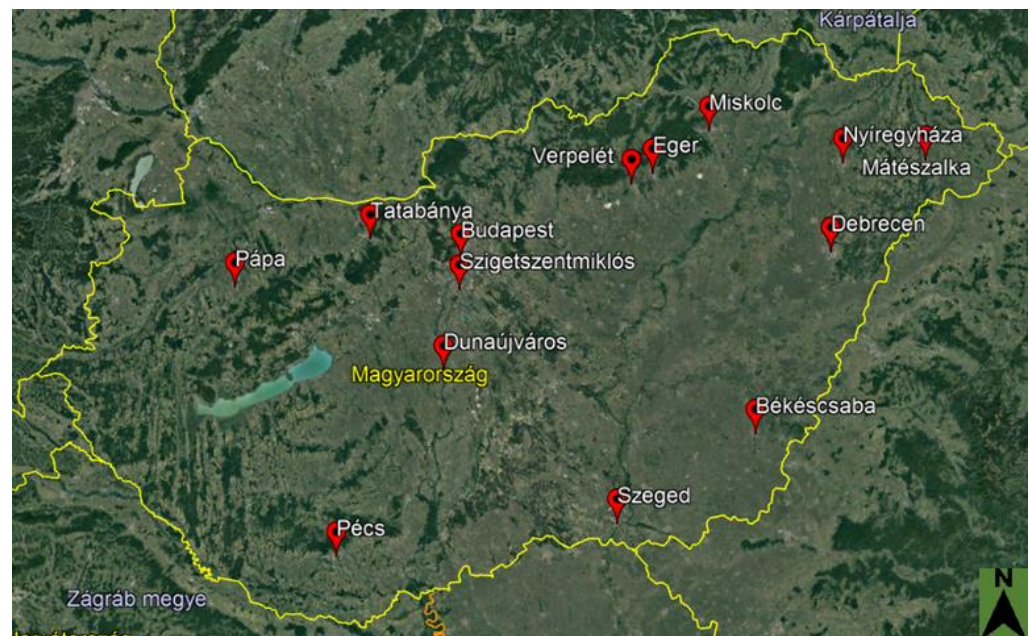 Kárpátalja
Miskolc
Nyíregyháza
Eger
Verpelét
Mátészalka
Tatabánya
Debrecen
Budapest
Pápa
Szigetszentmiklós
Dunaújváros
Magyarország
Békéscsaba
Szeged
Pécs
N
Zágráb megye